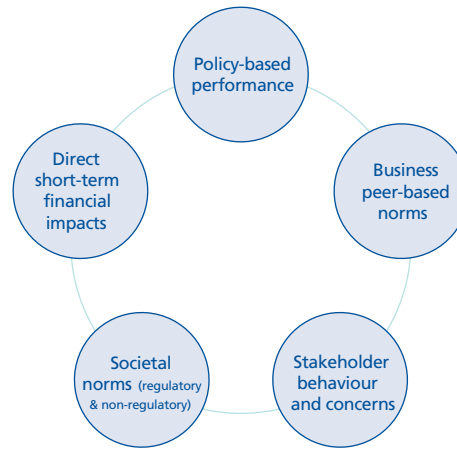 Policy-based
performance
Business
peer-based
norms
Stakeholder
behaviour
and concerns
Societal
norms (regulatory
& non-regulatory)
Direct
short-term
financial
impacts